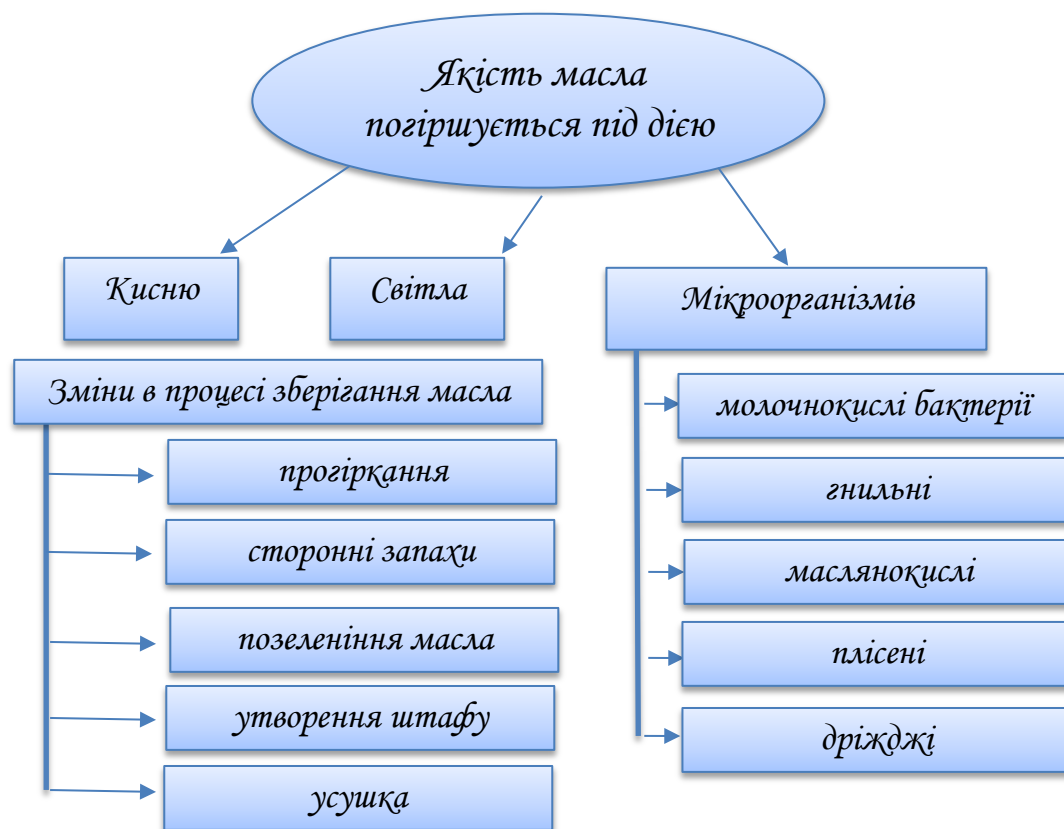 Якість масла
погіршується під дією
Кисню
Світла
Мікроорганізмів
Зміни в процесі зберігання масла
прогіркання
сторонні запахи
позеленіння масла
утворення штафу
усушка
молочнокислі бактерії
гнильні
маслянокислі
плісені
дріжджі